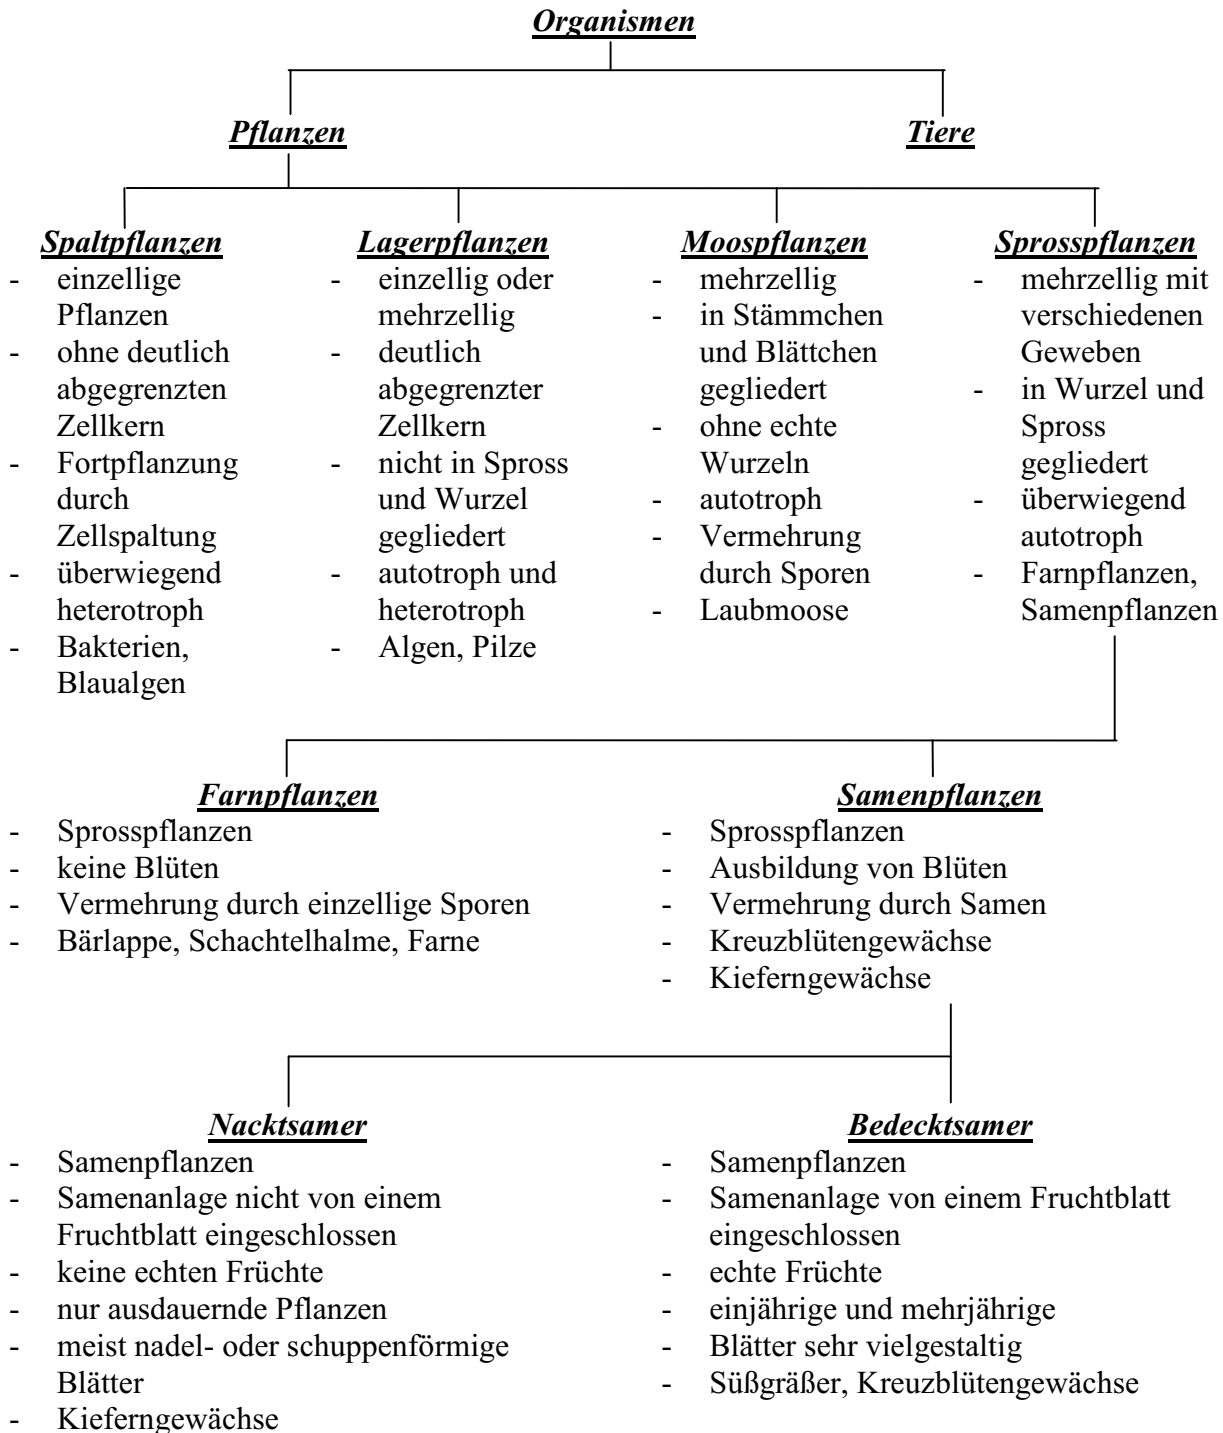 Organismen
Pflanzen
Tiere
Spaltpflanzen
- einzellige
Pflanzen
- ohne deutlich
abgegrenzten
Zellkern
- Fortpflanzung
durch
Zellspaltung
- überwiegend
heterotroph
- Bakterien,
Blaualgen
Lagerpflanzen
- einzellig oder
mehrzellig
- deutlich
abgegrenzter
Zellkern
- nicht in Spross
und Wurzel
gegliedert
- autotroph und
heterotroph
- Algen, Pilze
Moospflanzen
- mehrzellig
- in Stämmchen
und Blättchen
gegliedert
- ohne echte
Wurzeln
- autotroph
- Vermehrung
durch Sporen
- Laubmoose
Sprosspflanzen
- mehrzellig mit
verschiedenen
Geweben
- in Wurzel und
Spross
gegliedert
- überwiegend
autotroph
- Farnpflanzen,
Samenpflanzen
Farnpflanzen
- Sprosspflanzen
- keine Blüten
- Vermehrung durch einzellige Sporen
- Bärlappe, Schachtelhalme, Farne
Samenpflanzen
- Sprosspflanzen
- Ausbildung von Blüten
- Vermehrung durch Samen
- Kreuzblütengewächse
- Kieferngewächse
Nacktsamer
- Samenpflanzen
- Samenanlage nicht von einem
Fruchtblatt eingeschlossen
- keine echten Früchte
- nur ausdauernde Pflanzen
- meist nadel- oder schuppenförmige
Blätter
- Kieferngewächse
Bedecktsamer
- Samenpflanzen
- Samenanlage von einem Fruchtblatt
eingeschlossen
- echte Früchte
- einjährige und mehrjährige
- Blätter sehr vielgestaltig
- Süßgräßer, Kreuzblütengewächse